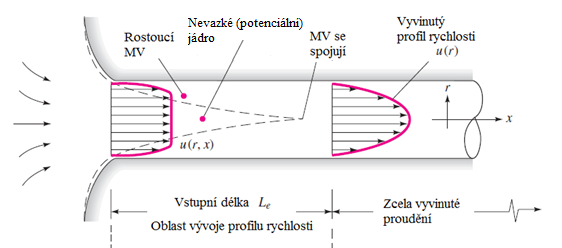 Rostoucí
MV
Nevazké (potenciální)
jádro
MV se
spojují
Vyvinutý
profil rychlosti
u(r)
r
x
u(r, x)
Vstupní délka Le
Oblast vývoje profilu rychlosti
Zcela vyvinuté
proudění